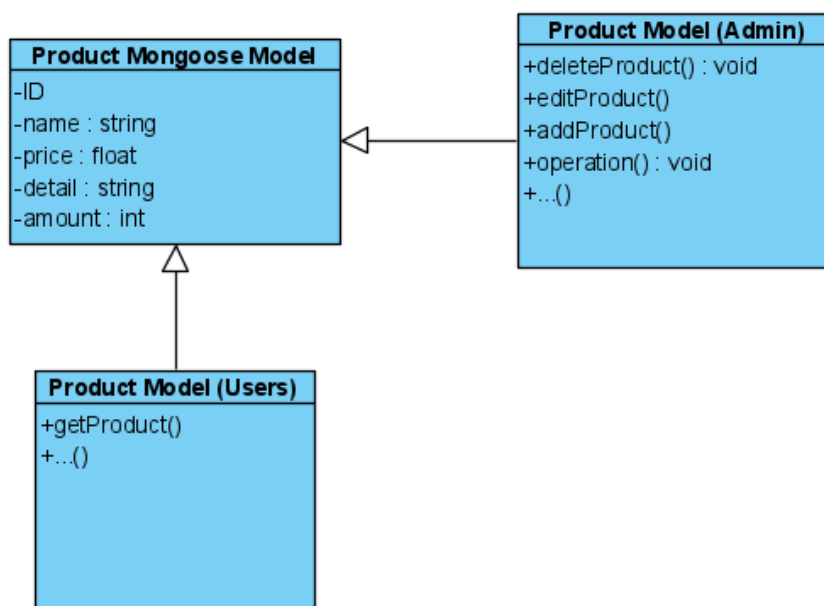 Product Mongoose Model
-ID
-name : string
-price : float
-detail : string
-amount : int
Product Model (Admin)
+deleteProduct() : void
+editProduct()
+addProduct()
+operation() : void
+...()
Product Model (Users)
+getProduct()
+...()